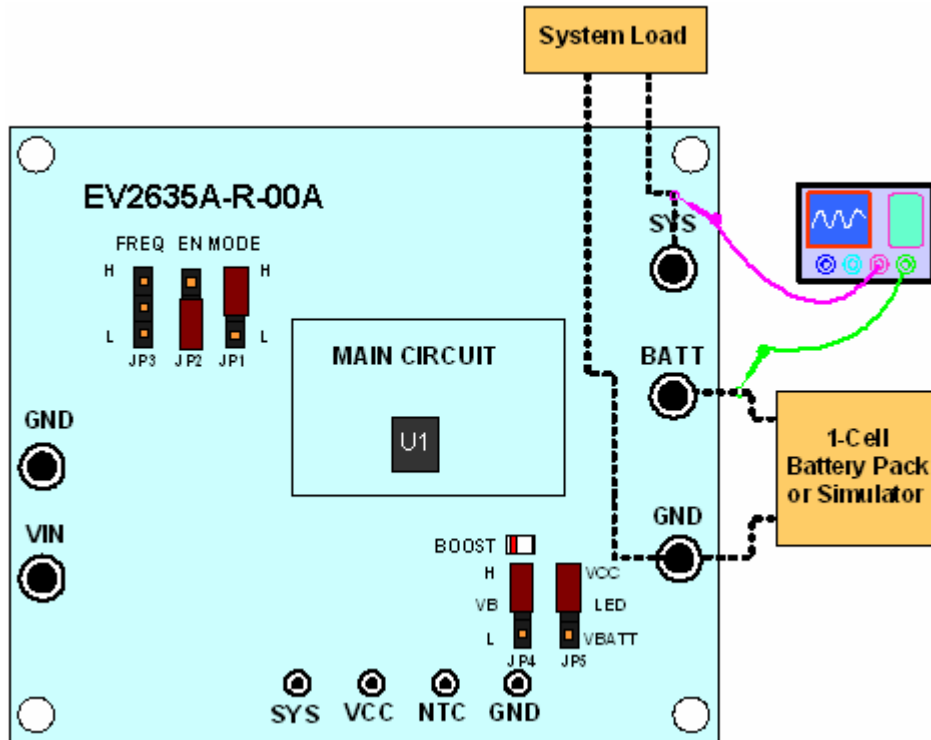 System Load
EV2635A-R-00A
FREQ EN MODE
H H
L L
JP3 JP2 JP1
SYS
MAIN CIRCUIT
U1
BATT
1-Cell
Battery Pack
or Simulator
GND
VIN
GND
BOOST
H VCC
VB LED
L VBATT
JP4 JP5
SYS VCC NTC GND